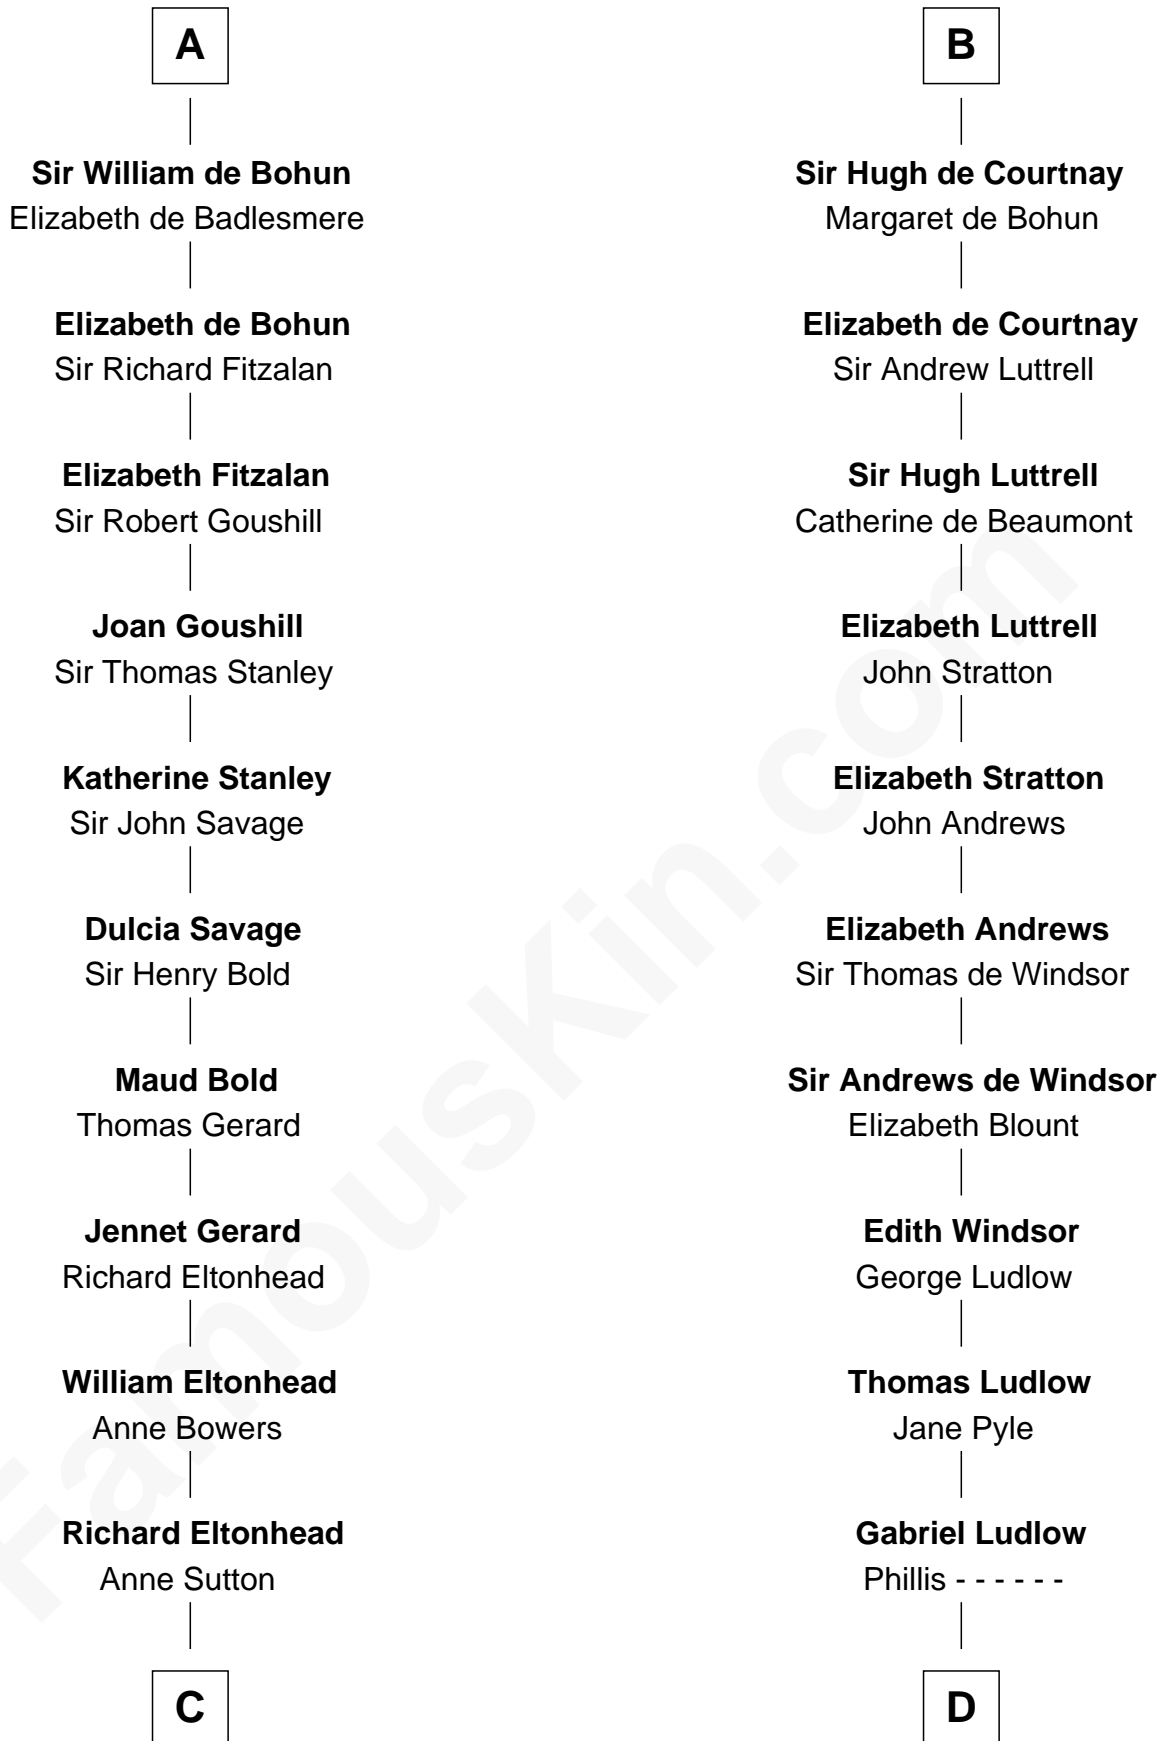 A
Sir William de Bohun
Elizabeth de Badlesmere
Elizabeth de Bohun
Sir Richard Fitzalan
Elizabeth Fitzalan
Sir Robert Goushill
Joan Goushill
Sir Thomas Stanley
Katherine Stanley
Sir John Savage
Dulcia Savage
Sir Henry Bold
Maud Bold
Thomas Gerard
Jennet Gerard
Richard Eltonhead
William Eltonhead
Anne Bowers
Richard Eltonhead
Anne Sutton
C
B
Sir Hugh de Courtnay
Margaret de Bohun
Elizabeth de Courtnay
Sir Andrew Luttrell
Sir Hugh Luttrell
Catherine de Beaumont
Elizabeth Luttrell
John Stratton
Elizabeth Stratton
John Andrews
Elizabeth Andrews
Sir Thomas de Windsor
Sir Andrews de Windsor
Elizabeth Blount
Edith Windsor
George Ludlow
Thomas Ludlow
Jane Pyle
Gabriel Ludlow
Phillis - - - - - -
D
FamousKin.com